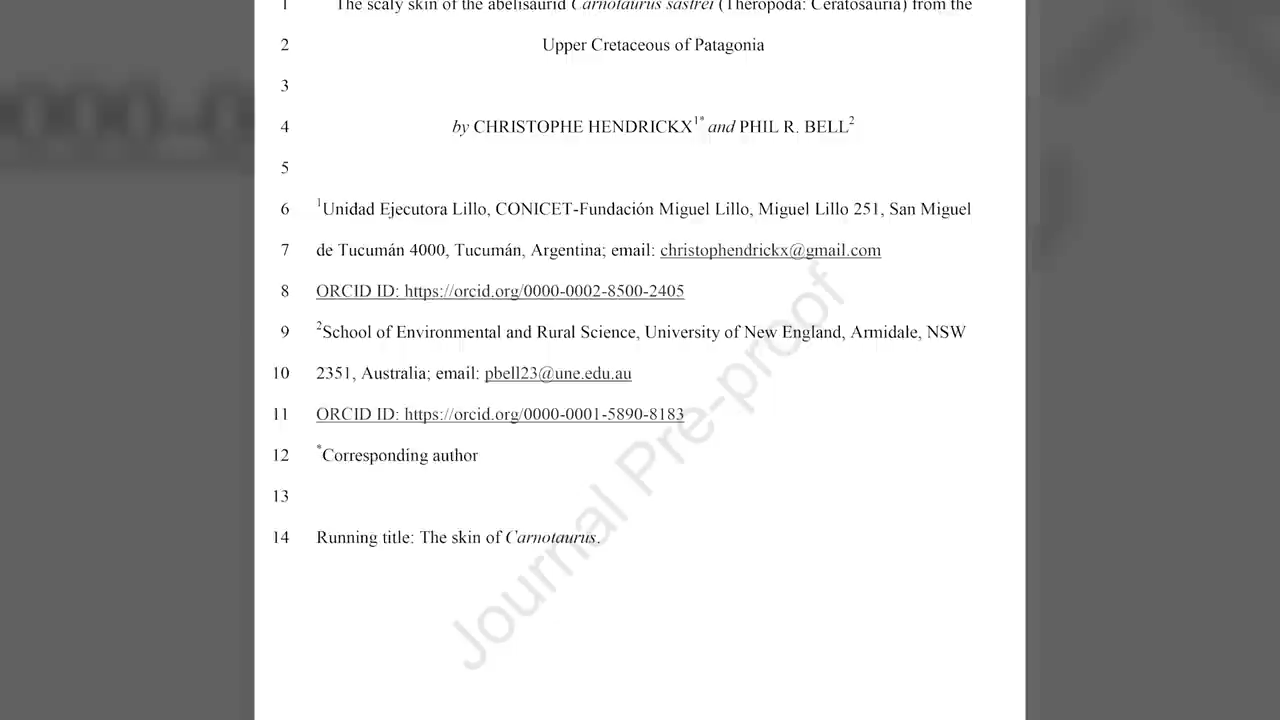 1 The scaly skin of the abelisaurid Carnotaurus sastrei (Theropoda: Ceratosauria) from the
2 Upper Cretaceous of Patagonia
3
4 by CHRISTOPHE HENDRICKX1* and PHIL R. BELL2
5
6 1Unidad Ejecutora Lillo, CONICET-Fundación Miguel Lillo, Miguel Lillo 251, San Miguel
7 de Tucumán 4000, Tucumán, Argentina; email: christophendrickx@gmail.com
8 ORCID ID: https://orcid.org/0000-0002-8500-2405
9 2School of Environmental and Rural Science, University of New England, Armidale, NSW
10 2351, Australia; email: pbell23@une.edu.au
11 ORCID ID: https://orcid.org/0000-0001-5890-8183
12 *Corresponding author
13
14 Running title: The skin of Carnotaurus.
Journal Pre-proof